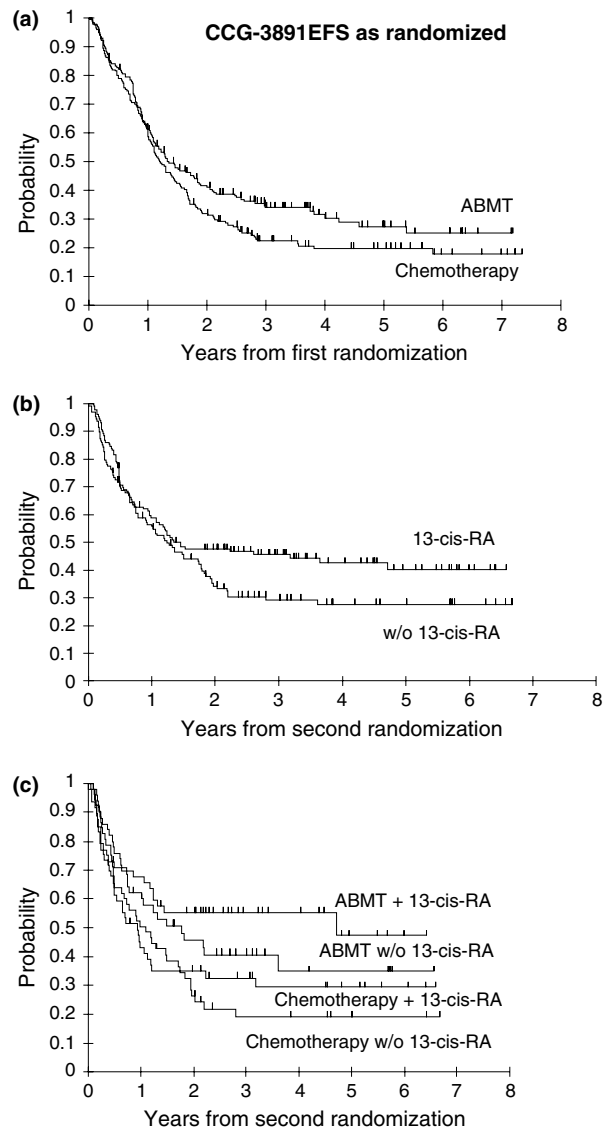 (a)
CCG-3891EFS as randomized
1
0.9
0.8
0.7
0.6
0.5
0.4
0.3
0.2
0.1
0
Probability
ABMT
Chemotherapy
0 1 2 3 4 5 6 7 8
Years from first randomization
(b)
1
0.9
0.8
0.7
0.6
0.5
0.4
0.3
0.2
0.1
0
Probability
13-cis-RA
w/o 13-cis-RA
0 1 2 3 4 5 6 7 8
Years from second randomization
(c)
1
0.9
0.8
0.7
0.6
0.5
0.4
0.3
0.2
0.1
0
Probability
ABMT + 13-cis-RA
ABMT w/o 13-cis-RA
Chemotherapy + 13-cis-RA
Chemotherapy w/o 13-cis-RA
0 1 2 3 4 5 6 7 8
Years from second randomization